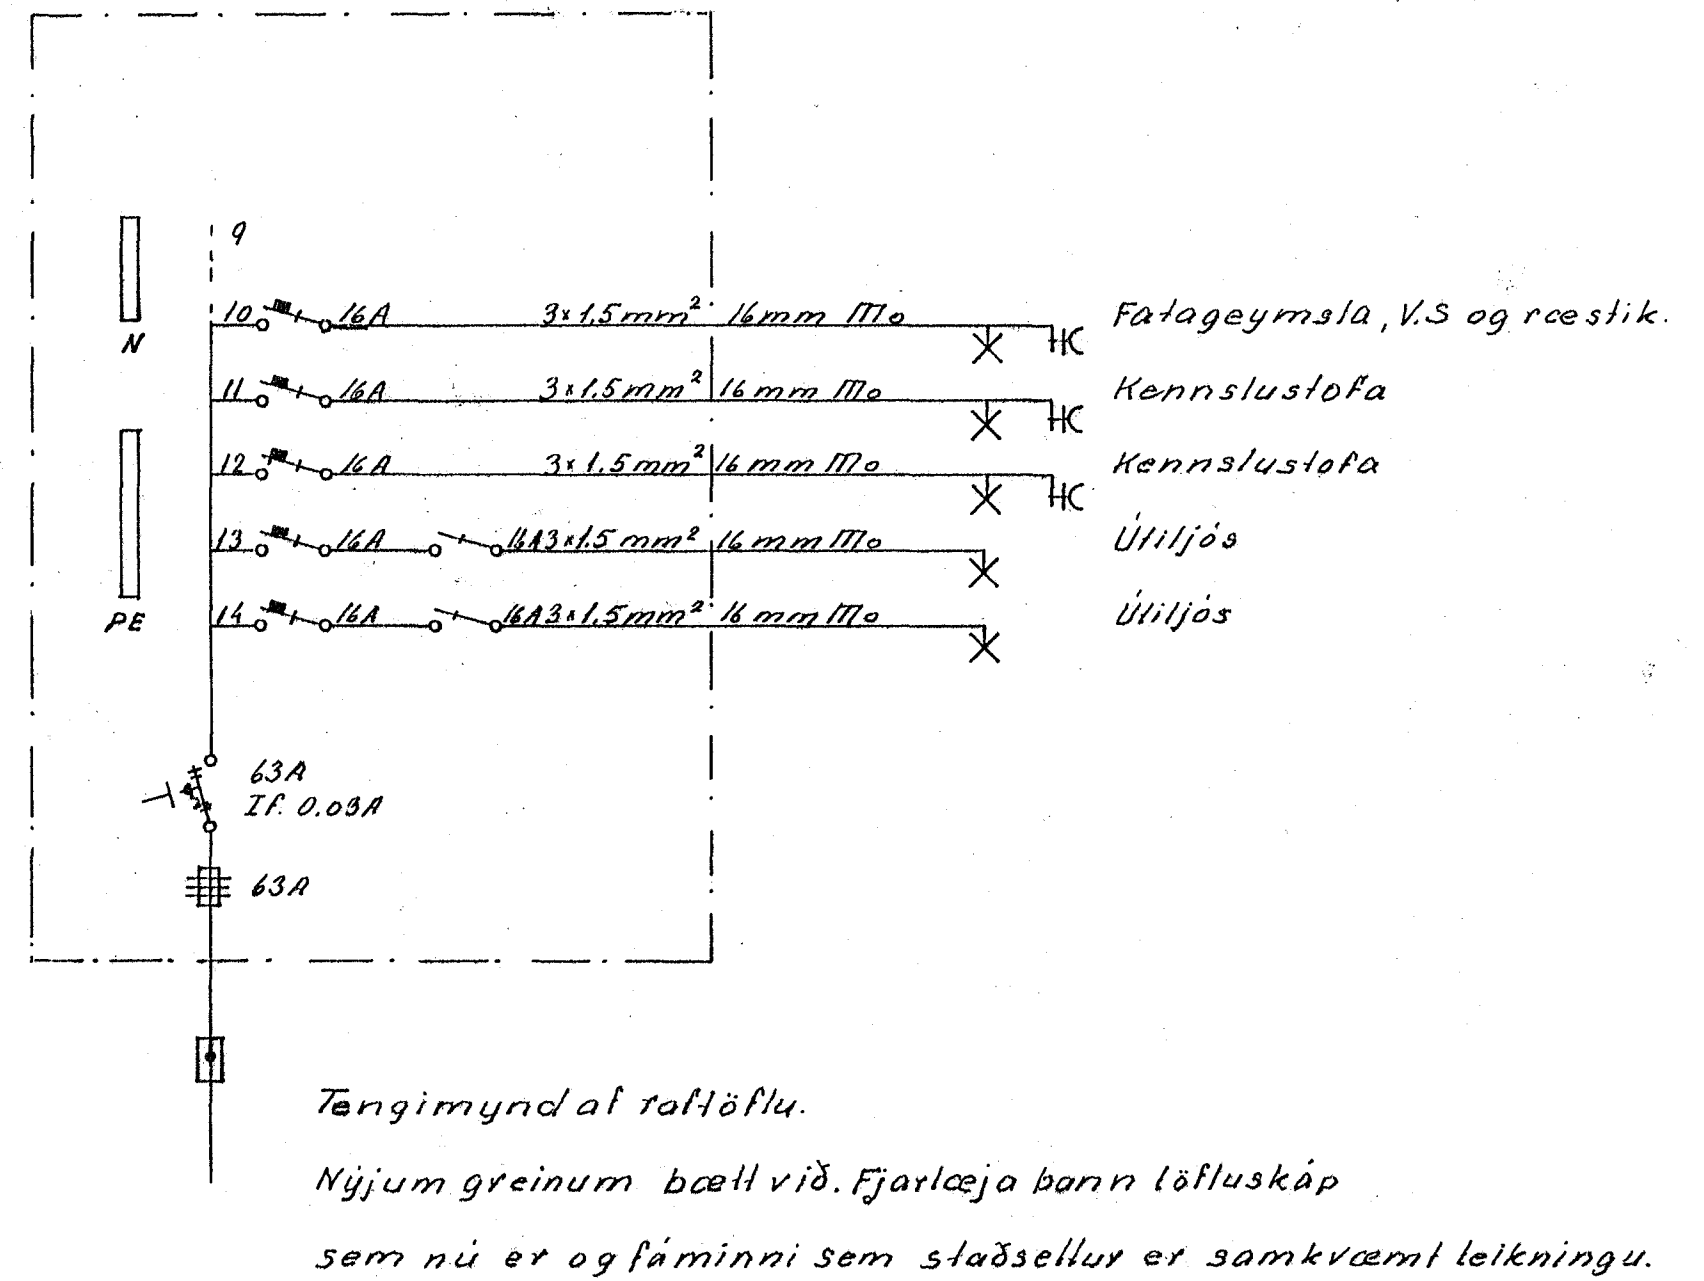 9
10 16A 3x1.5mm² 16mm Mo Fatageymsla, V.S og ræstik.
N
11 16A 3x1.5mm² 16mm Mo Kennslustofa
12 16A 3x1.5mm² 16mm Mo Kennslustofa
13 16A 16A 3x1.5mm² 16mm Mo Útiljós
14 16A 16A 3x1.5mm² 16mm Mo Útiljós
PE
63A
If. 0.03A
63A
Tengimynd af raftöflu.
Nýjum greinum bætt við. Fjarlæja þann töfluskáp
sem nú er og fáminni sem staðsettur er samkvæmt teikningu.